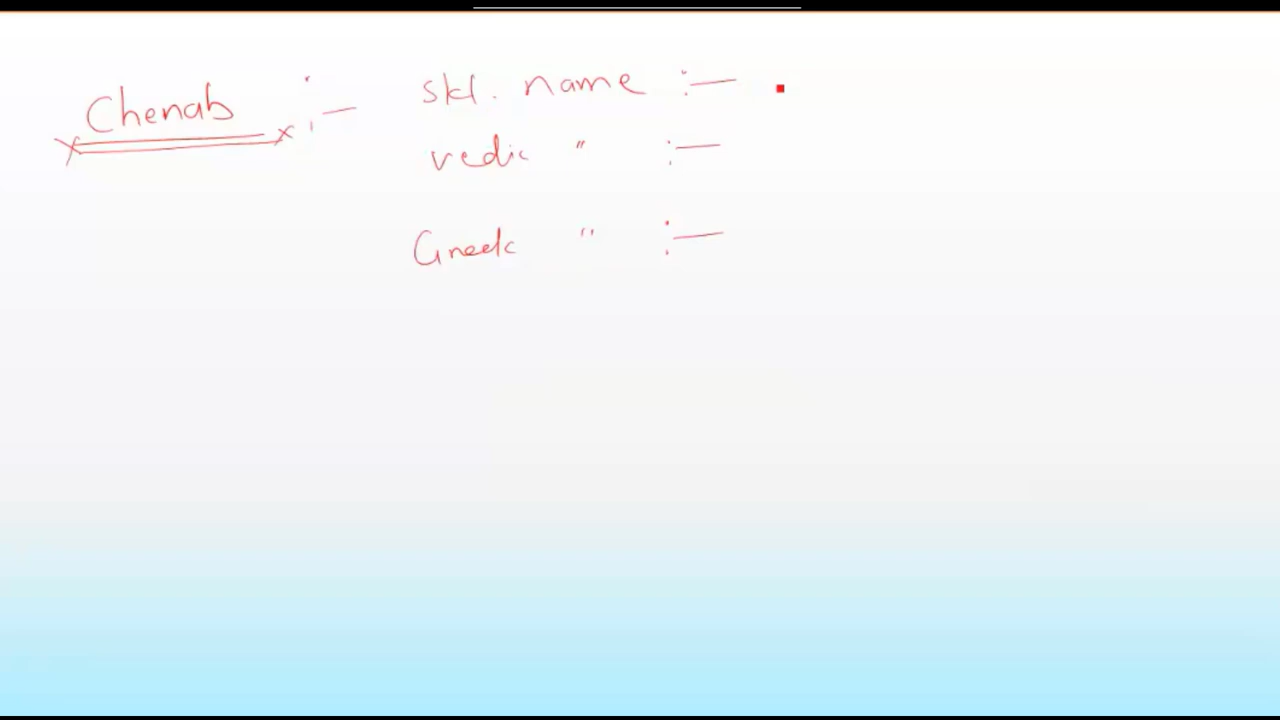 Chenab :- skt. name :-
vedic " :-
Greek " :-